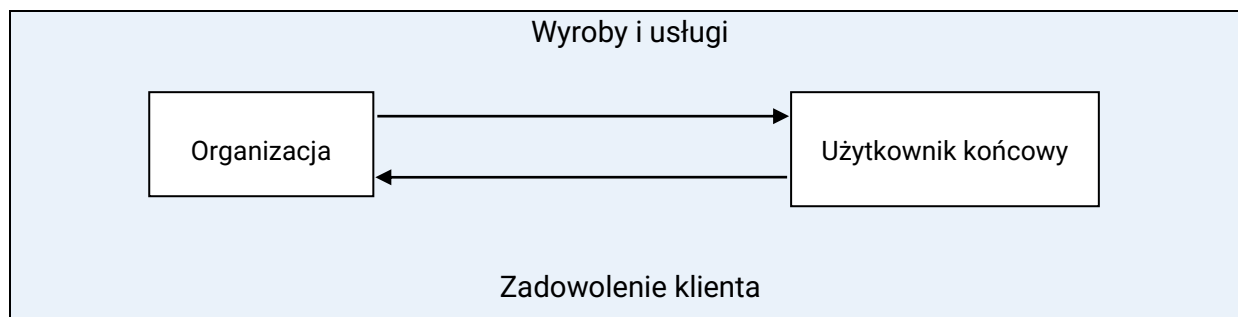 Wyroby i usługi
Organizacja
Użytkownik końcowy
Zadowolenie klienta